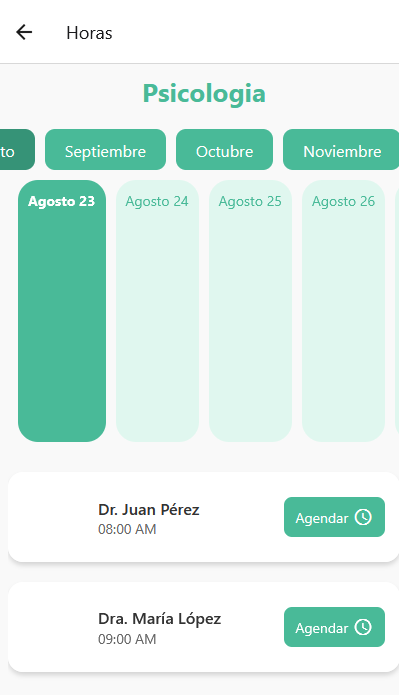 Horas
Psicologia
to Septiembre Octubre Noviembre
Agosto 23 Agosto 24 Agosto 25 Agosto 26
Dr. Juan Pérez
08:00 AM
Agendar
Dra. María López
09:00 AM
Agendar